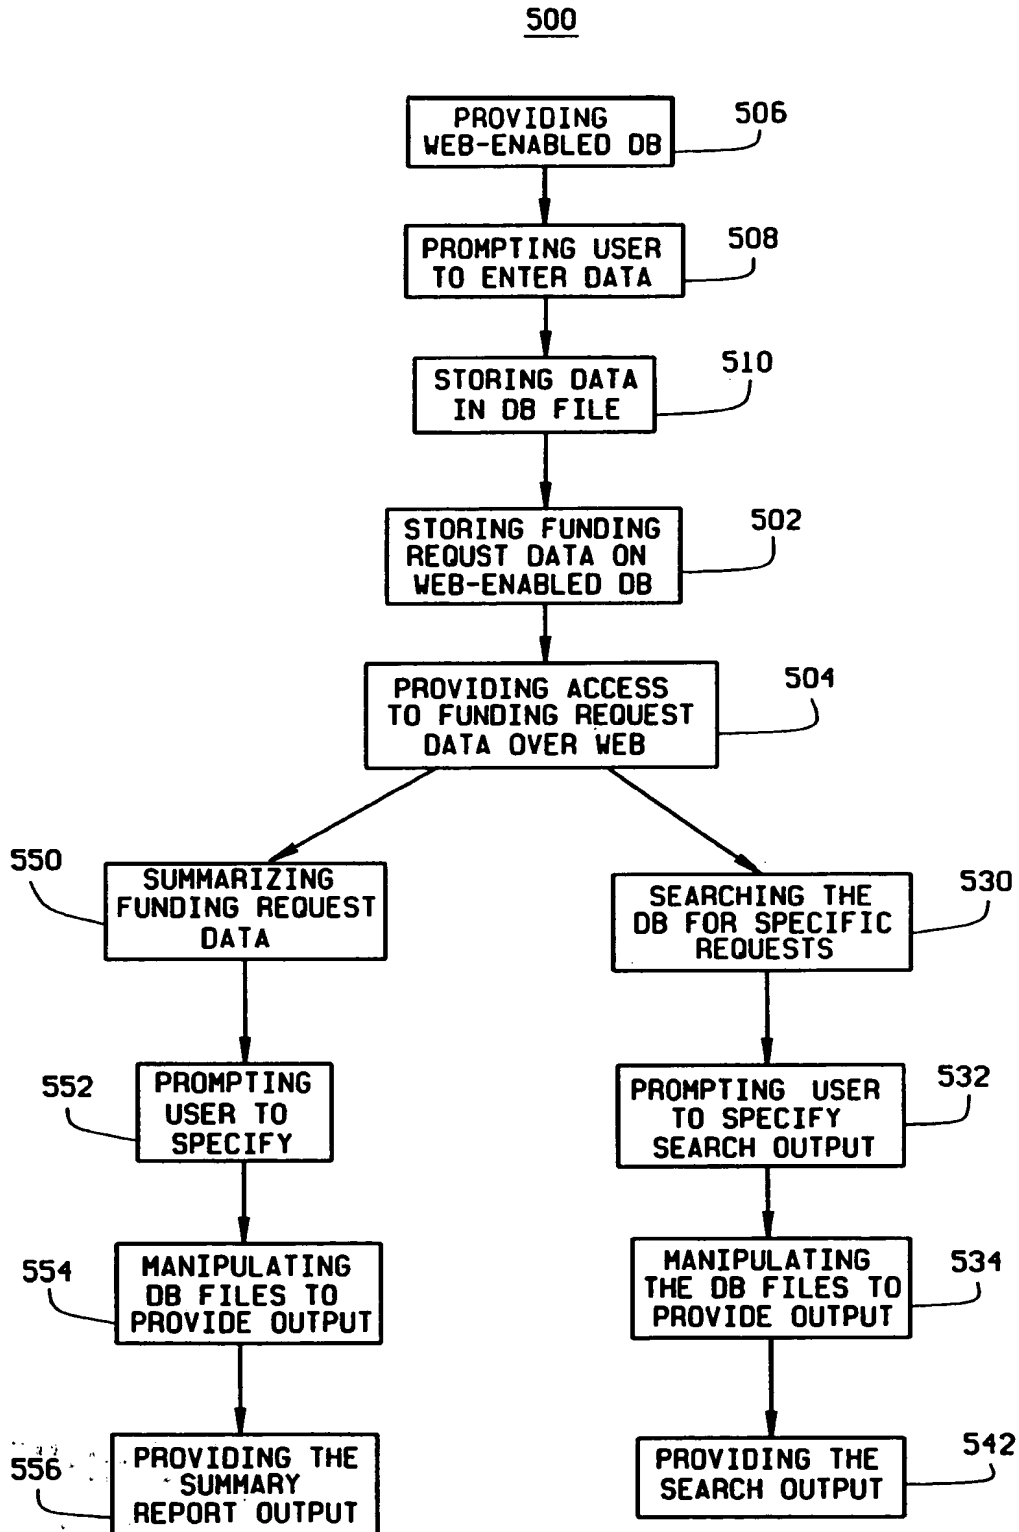 500
PROVIDING
WEB-ENABLED DB
506
PROMPTING USER
TO ENTER DATA
508
STORING DATA
IN DB FILE
510
STORING FUNDING
REQUST DATA ON
WEB-ENABLED DB
502
PROVIDING ACCESS
TO FUNDING REQUEST
DATA OVER WEB
504
550
SUMMARIZING
FUNDING REQUEST
DATA
SEARCHING THE
DB FOR SPECIFIC
REQUESTS
530
552
PROMPTING
USER TO
SPECIFY
PROMPTING USER
TO SPECIFY
SEARCH OUTPUT
532
554
MANIPULATING
DB FILES TO
PROVIDE OUTPUT
MANIPULATING
THE DB FILES TO
PROVIDE OUTPUT
534
556
PROVIDING THE
SUMMARY
REPORT OUTPUT
PROVIDING THE
SEARCH OUTPUT
542